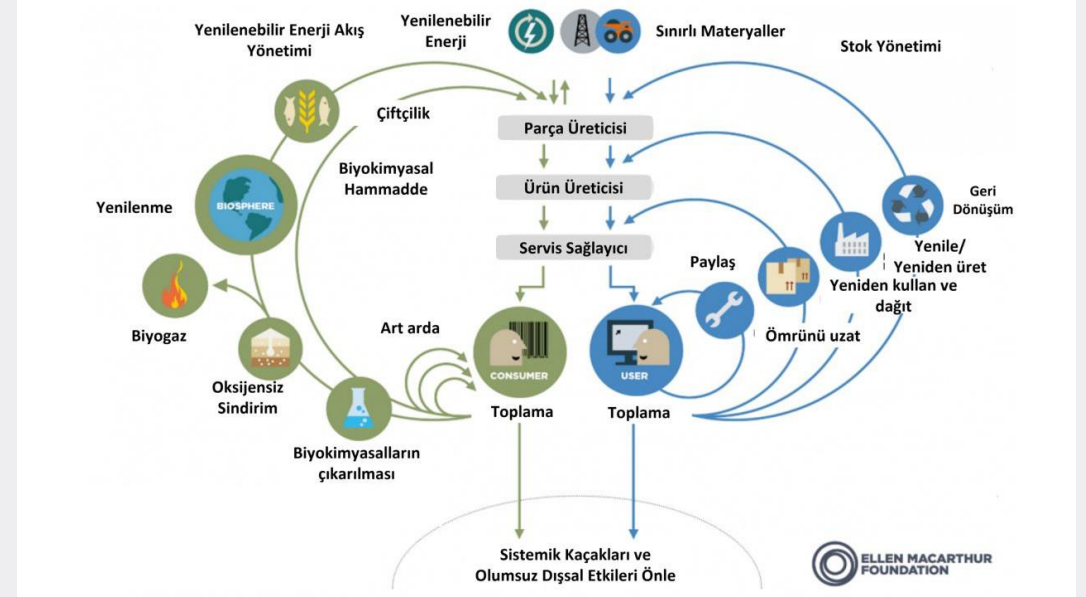 Yenilenebilir Enerji Akış
Yönetimi
Yenilenebilir
Enerji
Sınırlı Materyaller
Stok Yönetimi
Çiftçilik
Parça Üreticisi
Biyokimyasal
Hammadde
Ürün Üreticisi
Yenilenme
BIOSPHERE
Geri
Dönüşüm
Servis Sağlayıcı
Paylaş
Yenile/
Yeniden üret
Yeniden kullan ve
dağıt
Ömrünü uzat
Biyogaz
Art arda
CONSUMER
USER
Oksijensiz
Sindirim
Toplama
Toplama
Biyokimyasalların
çıkarılması
Sistemik Kaçakları ve
Olumsuz Dışsal Etkileri Önle
ELLEN MACARTHUR
FOUNDATION